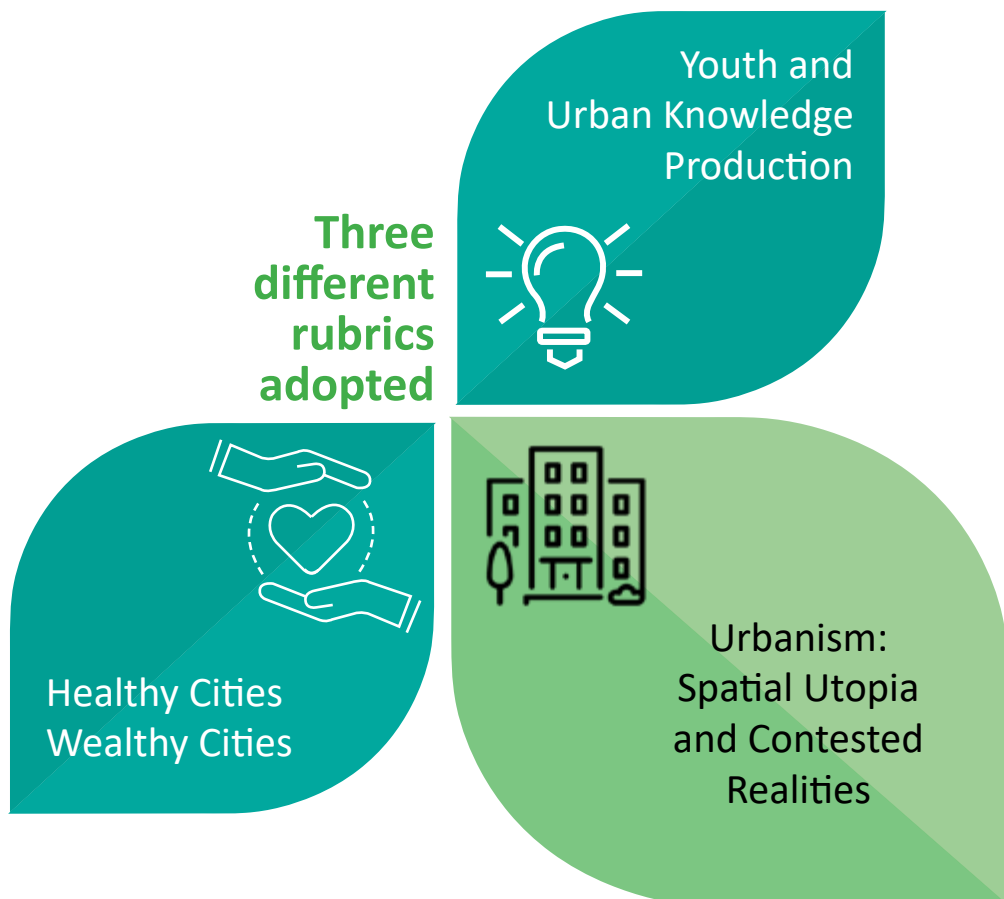 Youth and
Urban Knowledge
Production
Three
different
rubrics
adopted
Healthy Cities
Wealthy Cities
Urbanism:
Spatial Utopia
and Contested
Realities